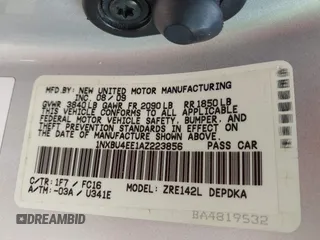 MFD. BY: NEW UNITED MOTOR MANUFACTURING
INC. 08 / 09
GVWR 3840 LB GAWR FR 2090 LB RR 1850 LB
THIS VEHICLE CONFORMS TO ALL APPLICABLE
FEDERAL MOTOR VEHICLE SAFETY, BUMPER, AND
THEFT PREVENTION STANDARDS IN EFFECT ON
THE DATE OF MANUFACTURE SHOWN ABOVE.
1NXBU4EE1AZ223856 PASS CAR
C/TR: 1F7 / FC16
A/TM: -03A / U341E
MODEL: ZRE142L DEPDKA
BA4819532
DREAMBID